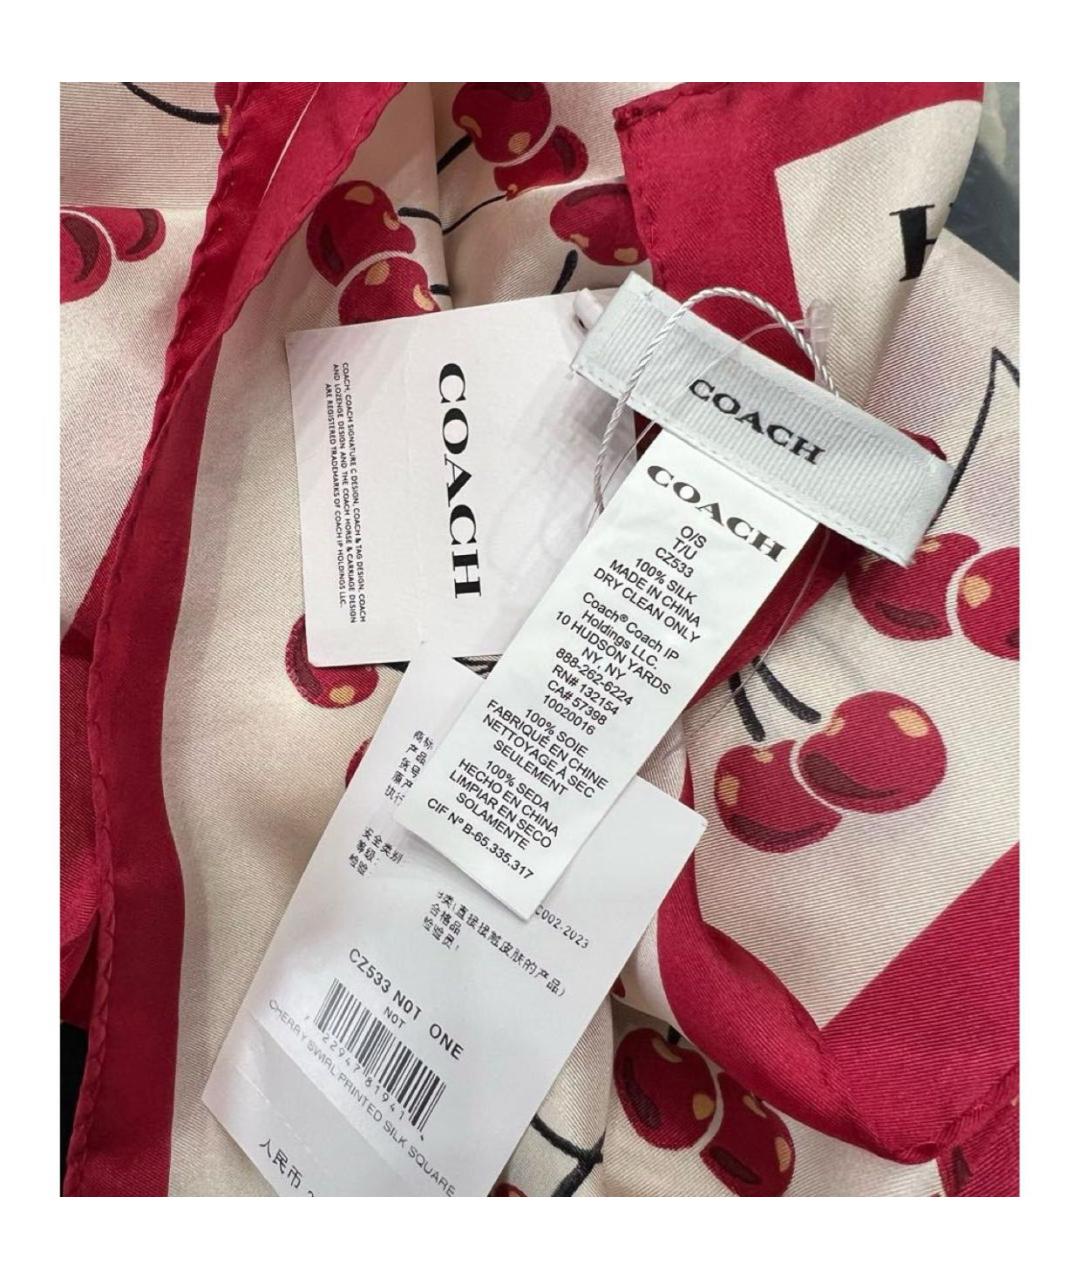 COACH
COACH, COACH SIGNATURE C DESIGN, COACH & TAG DESIGN, COACH
AND LOZENGE DESIGN AND THE COACH HORSE & CARRIAGE DESIGN
ARE REGISTERED TRADEMARKS OF COACH IP HOLDINGS LLC.
COACH
COACH
O/S
T/U
CZ533
100% SILK
MADE IN CHINA
DRY CLEAN ONLY
Coach® Coach IP
Holdings LLC.
10 HUDSON YARDS
NY, NY
888-262-6224
RN# 132154
CA# 57398
10020016
100% SOIE
FABRIQUÉ EN CHINE
NETTOYAGE À SEC
SEULEMENT
100% SEDA
HECHO EN CHINA
LIMPIAR EN SECO
SOLAMENTE
CIF Nº B-65.335.317
商标
产品
货号
原产
执行
安全类别
等级:
检验:
C002-2023
类(直接接触皮肤的产品)
合格品
检验员:
CZ533 NOT ONE
NOT
CHERRY SWIRL PRINTED SILK SQUARE
人民币